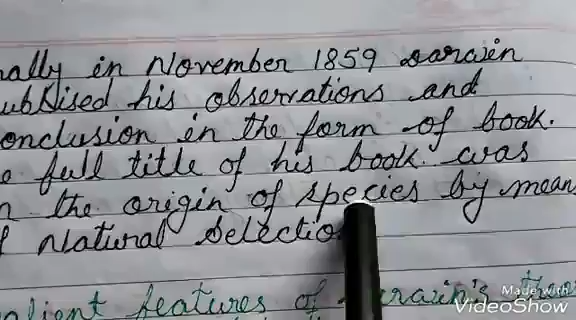 nally in November 1859 Darwin
ublised his observations and
onclusion in the form of book.
e full title of his book was
n the origin of species by means
f Natural Selectio
alient features of
Made with
VideoShow